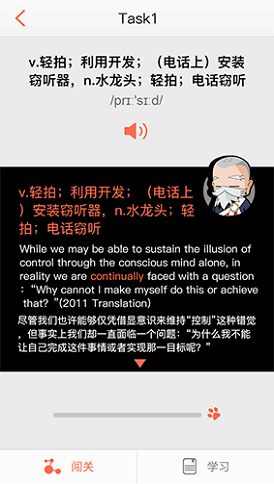 Task1
v.轻拍；利用开发；（电话上）安装
窃听器，n.水龙头；轻拍；电话窃听
/prɪːˈsɪːd/
v.轻拍；利用开发；（电话上
）安装窃听器，n.水龙头；轻
拍；电话窃听
While we may be able to sustain the illusion of
control through the conscious mind alone, in
reality we are continually faced with a question
: “Why cannot I make myself do this or achieve
that? ”(2011 Translation)
尽管我们也许能够仅凭借意识来维持“控制”这种错觉
，但事实上我们却一直面临一个问题：“为什么我不能
让自己完成这件事情或者实现那一目标呢？”
闯关
学习